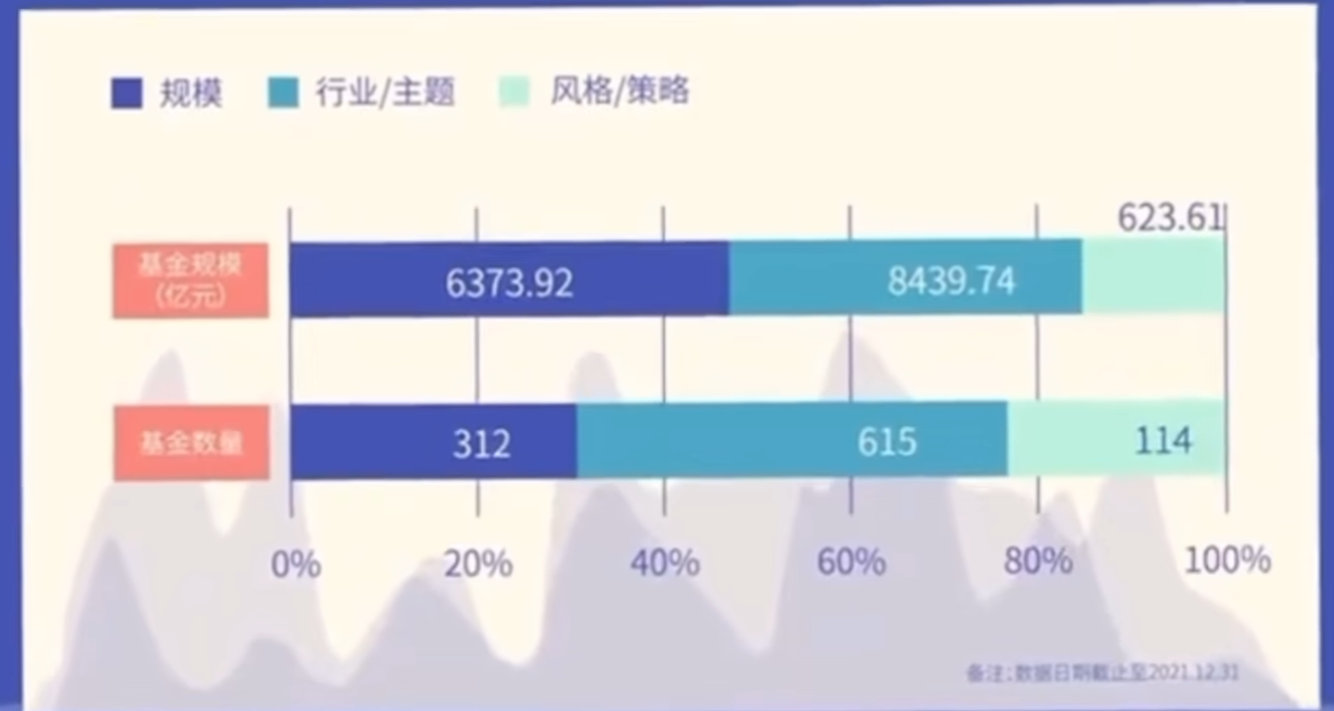 规模 行业/主题 风格/策略
623.61
基金规模
(亿元)
6373.92 8439.74
基金数量
312 615 114
0% 20% 40% 60% 80% 100%
备注:数据日期截止至2021.12.31